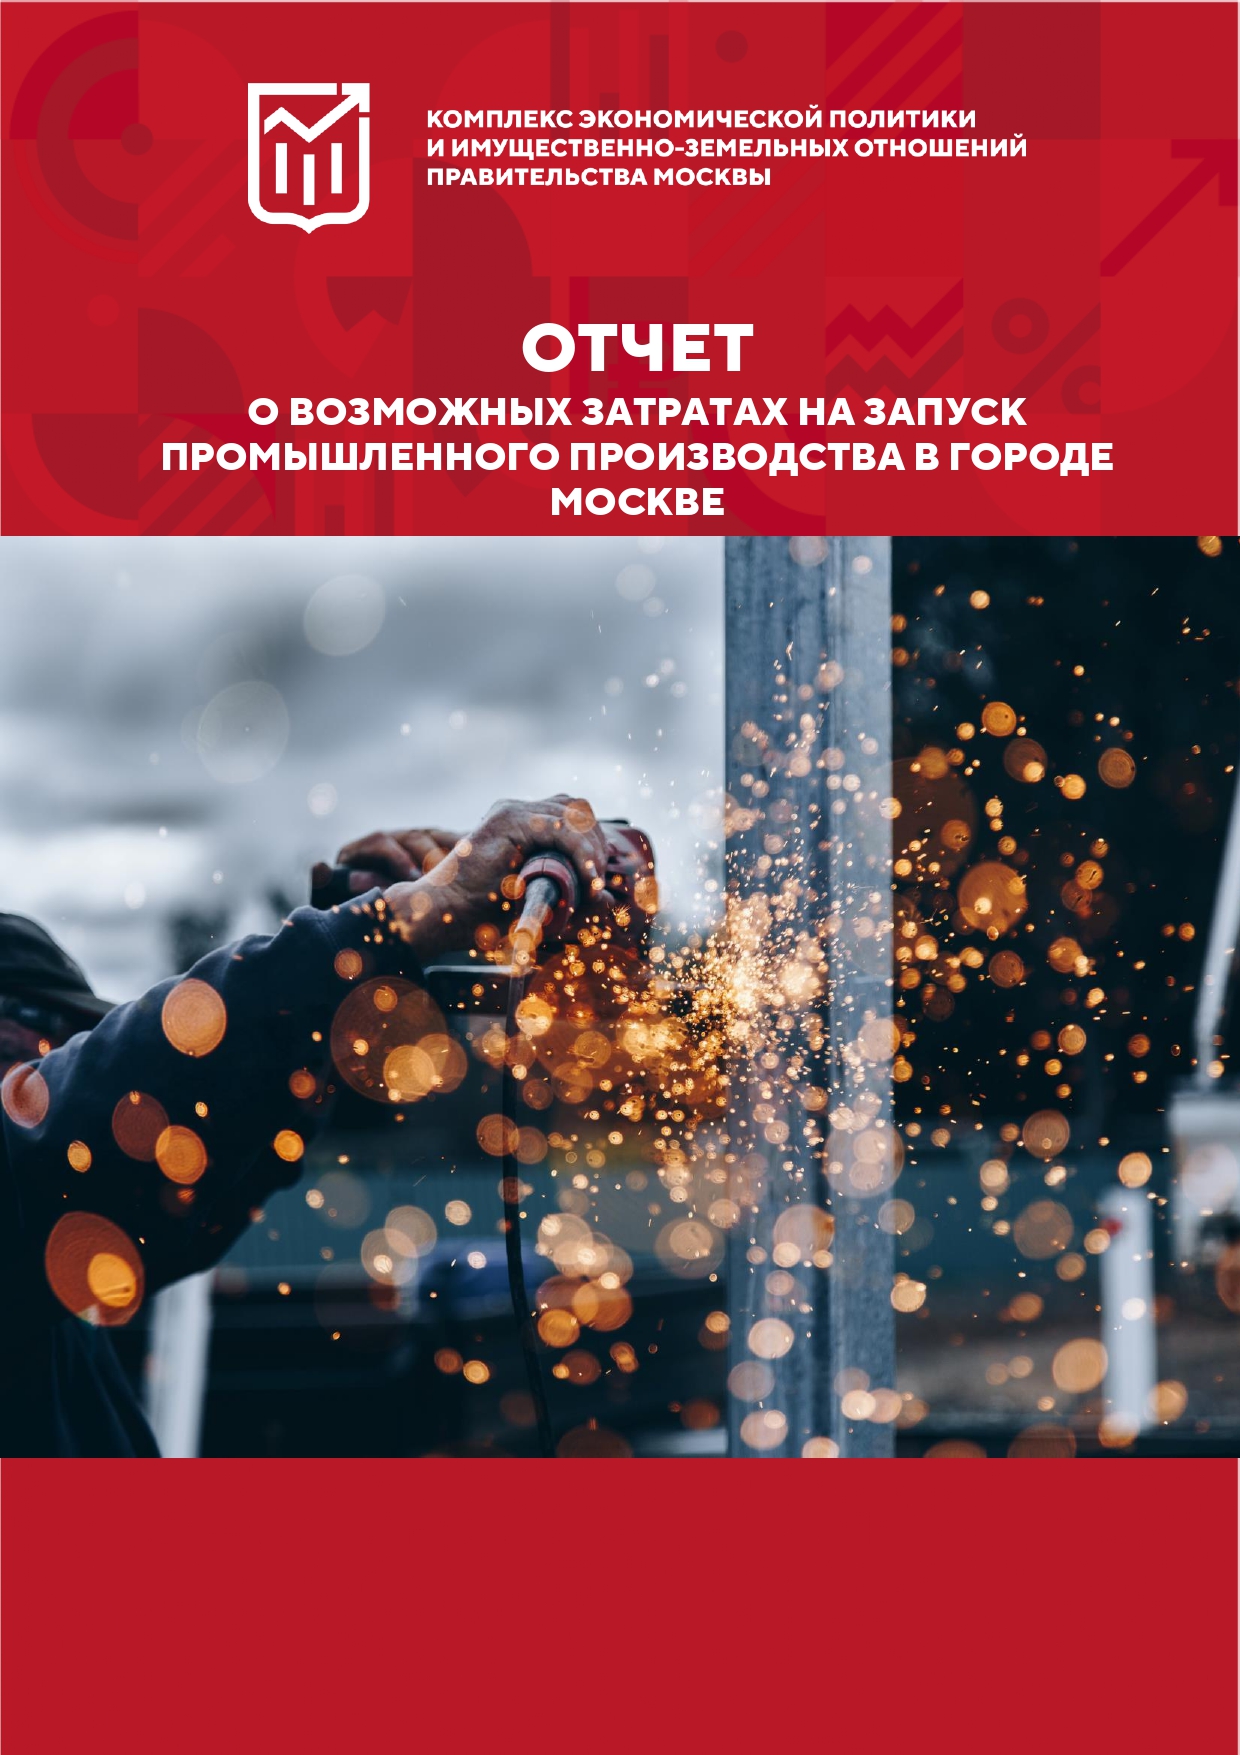 КОМПЛЕКС ЭКОНОМИЧЕСКОЙ ПОЛИТИКИ
И ИМУЩЕСТВЕННО-ЗЕМЕЛЬНЫХ ОТНОШЕНИЙ
ПРАВИТЕЛЬСТВА МОСКВЫ
ОТЧЕТ
О ВОЗМОЖНЫХ ЗАТРАТАХ НА ЗАПУСК
ПРОМЫШЛЕННОГО ПРОИЗВОДСТВА В ГОРОДЕ
МОСКВЕ